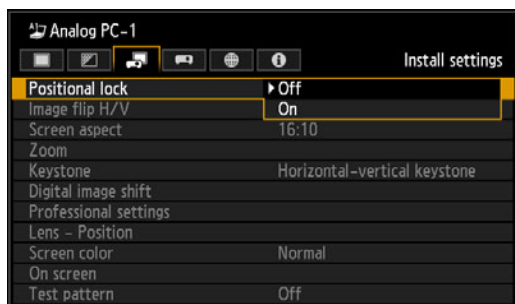 Analog PC-1
Install settings
Positional lock Off
Image flip H/V On
Screen aspect 16:10
Zoom
Keystone Horizontal-vertical keystone
Digital image shift
Professional settings
Lens - Position
Screen color Normal
On screen
Test pattern Off